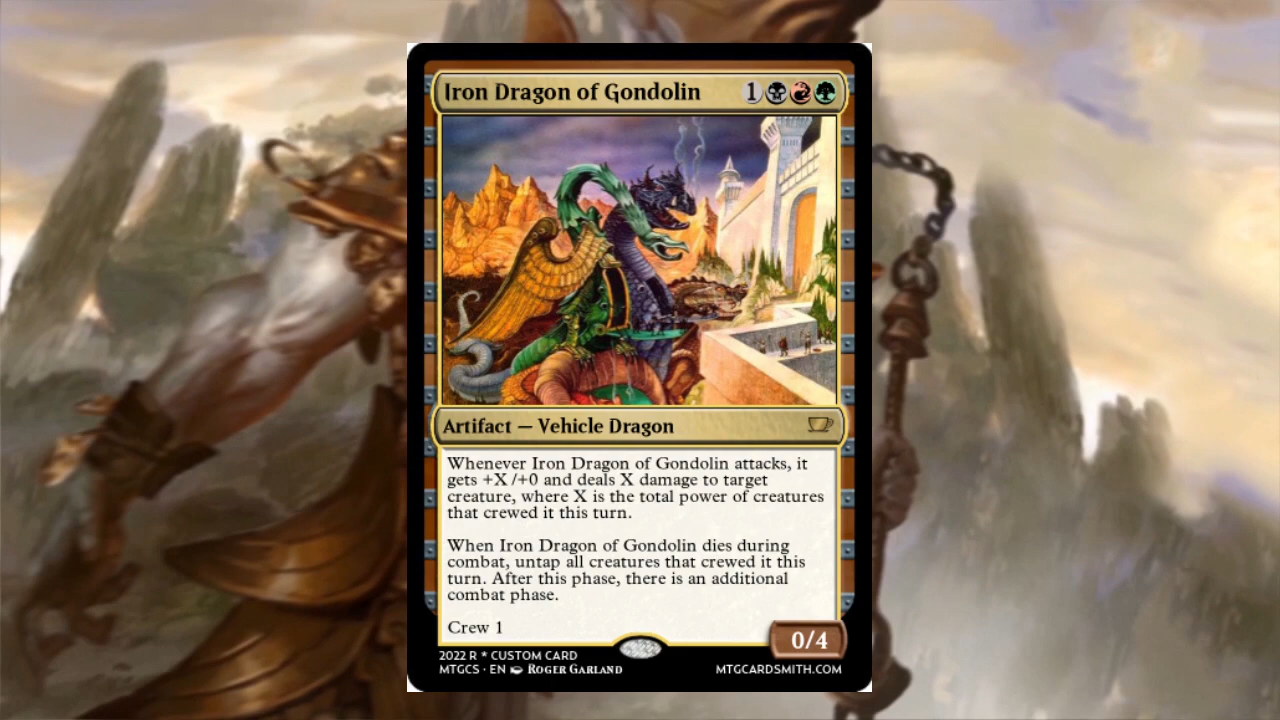 Iron Dragon of Gondolin 1
Artifact — Vehicle Dragon
Whenever Iron Dragon of Gondolin attacks, it
gets +X /+0 and deals X damage to target
creature, where X is the total power of creatures
that crewed it this turn.
When Iron Dragon of Gondolin dies during
combat, untap all creatures that crewed it this
turn. After this phase, there is an additional
combat phase.
Crew 1
0/4
2022 R * CUSTOM CARD
MTGCS · EN ROGER GARLAND
MTGCARDSMITH.COM